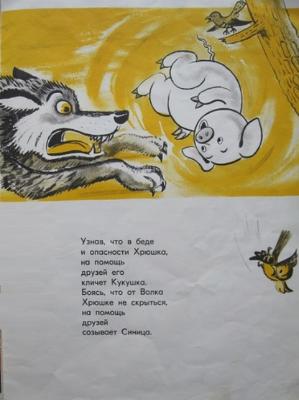 Узнав, что в беде
и опасности Хрюшка,
на помощь
друзей его
кличет Кукушка.
Боясь, что от Волка
Хрюшке не скрыться,
на помощь
друзей
созывает Синица.